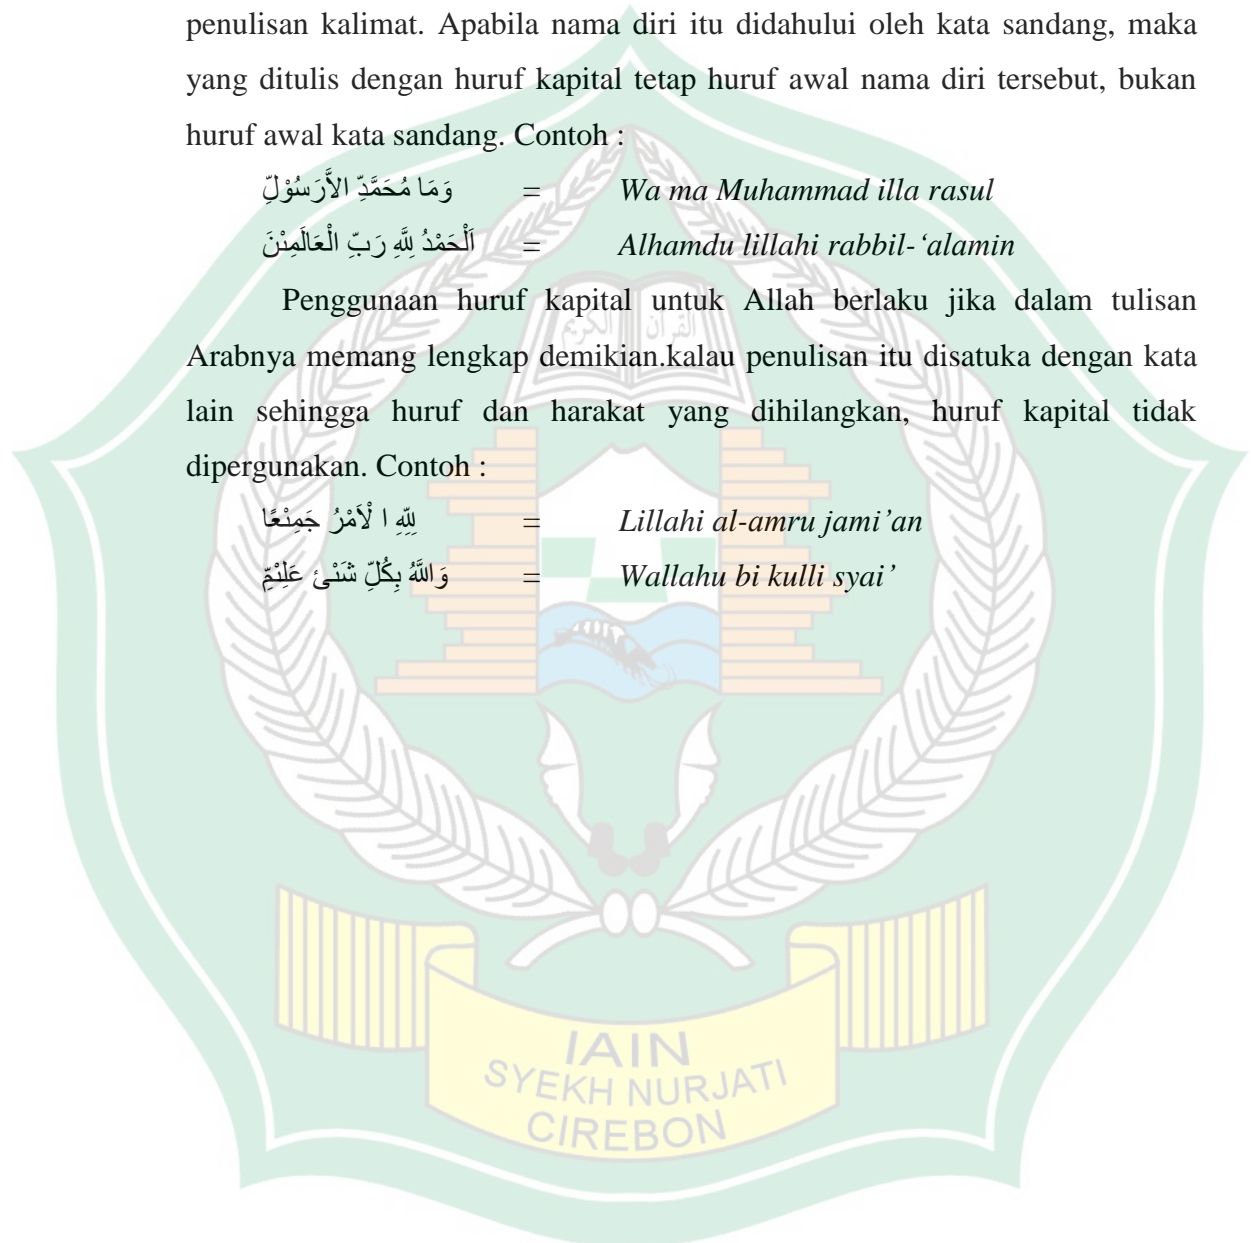 penulisan kalimat. Apabila nama diri itu didahului oleh kata sandang, maka
yang ditulis dengan huruf kapital tetap huruf awal nama diri tersebut, bukan
huruf awal kata sandang. Contoh :
وَمَا مُحَمَّدِّ الاَّرَسُوْلِّ = Wa ma Muhammad illa rasul
اَلْحَمْدُ لِلَّهِ رَبِّ الْعَالَمِىْنَ = Alhamdu lillahi rabbil-‘alamin
Penggunaan huruf kapital untuk Allah berlaku jika dalam tulisan
القرآن الكريم
Arabnya memang lengkap demikian.kalau penulisan itu disatuka dengan kata
lain sehingga huruf dan harakat yang dihilangkan, huruf kapital tidak
dipergunakan. Contoh :
لِلّٰهِ ا لْاَمْرُ جَمِىْعًا = Lillahi al-amru jami’an
وَ اللَّهُ بِكُلِّ شَىْئ عَلِىْمِّ = Wallahu bi kulli syai’
IAIN
SYEKH NURJATI
CIREBON